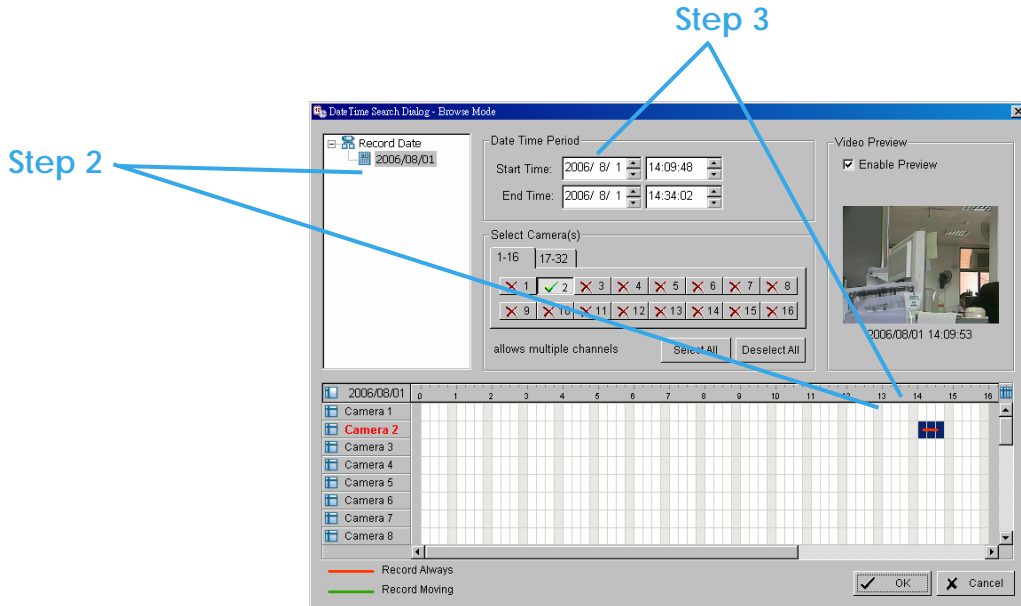 Step 3
Step 2
DateTime Search Dialog - Browse Mode
Record Date
2006/08/01
Date Time Period
Start Time: 2006/ 8/ 1 14:09:48
End Time: 2006/ 8/ 1 14:34:02
Select Camera(s)
1-16 17-32
1 2 3 4 5 6 7 8
9 10 11 12 13 14 15 16
allows multiple channels Select All Deselect All
Video Preview
Enable Preview
2006/08/01 14:09:53
2006/08/01 0 1 2 3 4 5 6 7 8 9 10 11 12 13 14 15 16
Camera 1
Camera 2
Camera 3
Camera 4
Camera 5
Camera 6
Camera 7
Camera 8
Record Always
Record Moving
OK Cancel